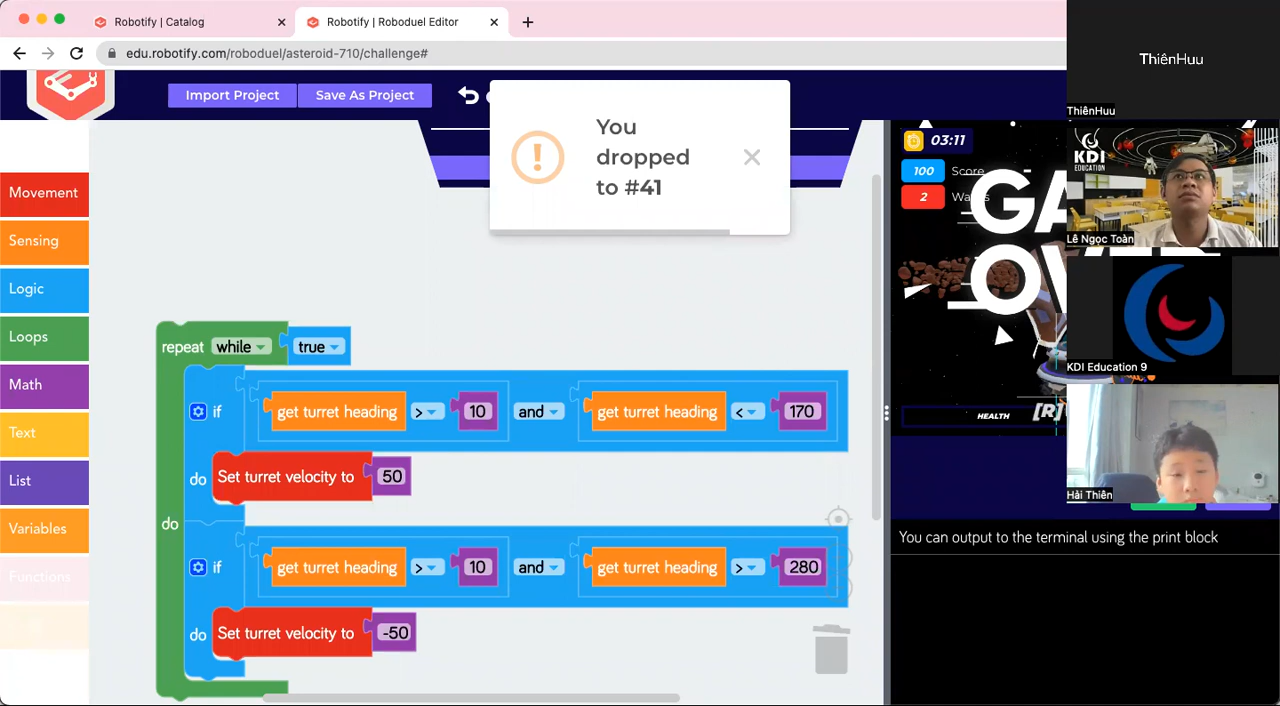 Robotify | Catalog
Robotify | Roboduel Editor
edu.robotify.com/roboduel/asteroid-710/challenge#
Import Project
Save As Project
You
dropped
to #41
Movement
Sensing
Logic
Loops
Math
Text
List
Variables
Functions
repeat while true
if get turret heading > 10 and get turret heading < 170
do Set turret velocity to 50
do
if get turret heading > 10 and get turret heading > 280
do Set turret velocity to -50
03:11
100 Score
2
GA
OV
HEALTH
[R]
You can output to the terminal using the print block
ThiênHuu
ThiênHuu
KDI
EDUCATION
Lê Ngọc Toàn
KDI Education 9
Hải Thiên